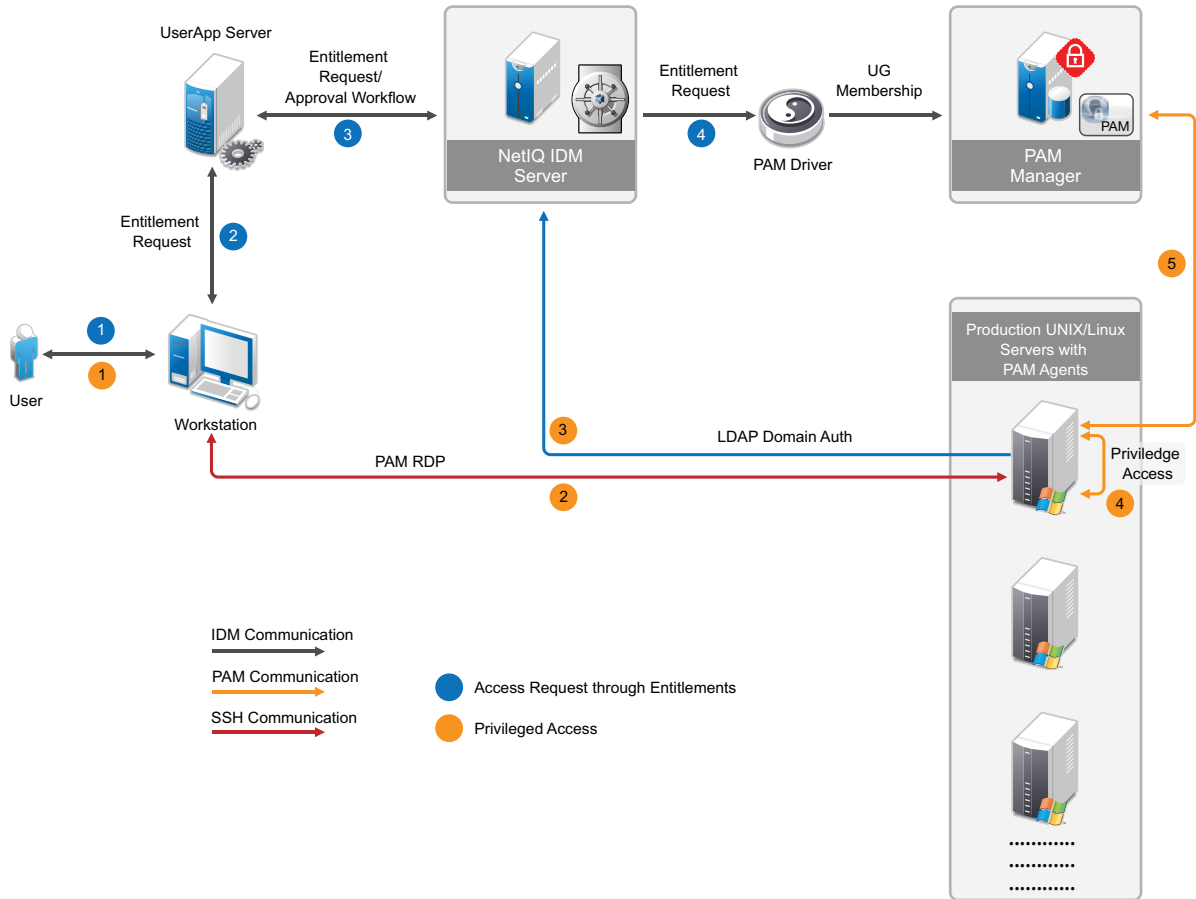 UserApp Server
Entitlement
Request/
Approval Workflow
3
NetIQ IDM
Server
Entitlement
Request
4
PAM Driver
UG
Membership
PAM
PAM
Manager
Entitlement
Request
2
5
1
1
User
Workstation
Production UNIX/Linux
Servers with
PAM Agents
3
LDAP Domain Auth
PAM RDP
2
Priviledge
Access
4
IDM Communication
PAM Communication
SSH Communication
Access Request through Entitlements
Privileged Access